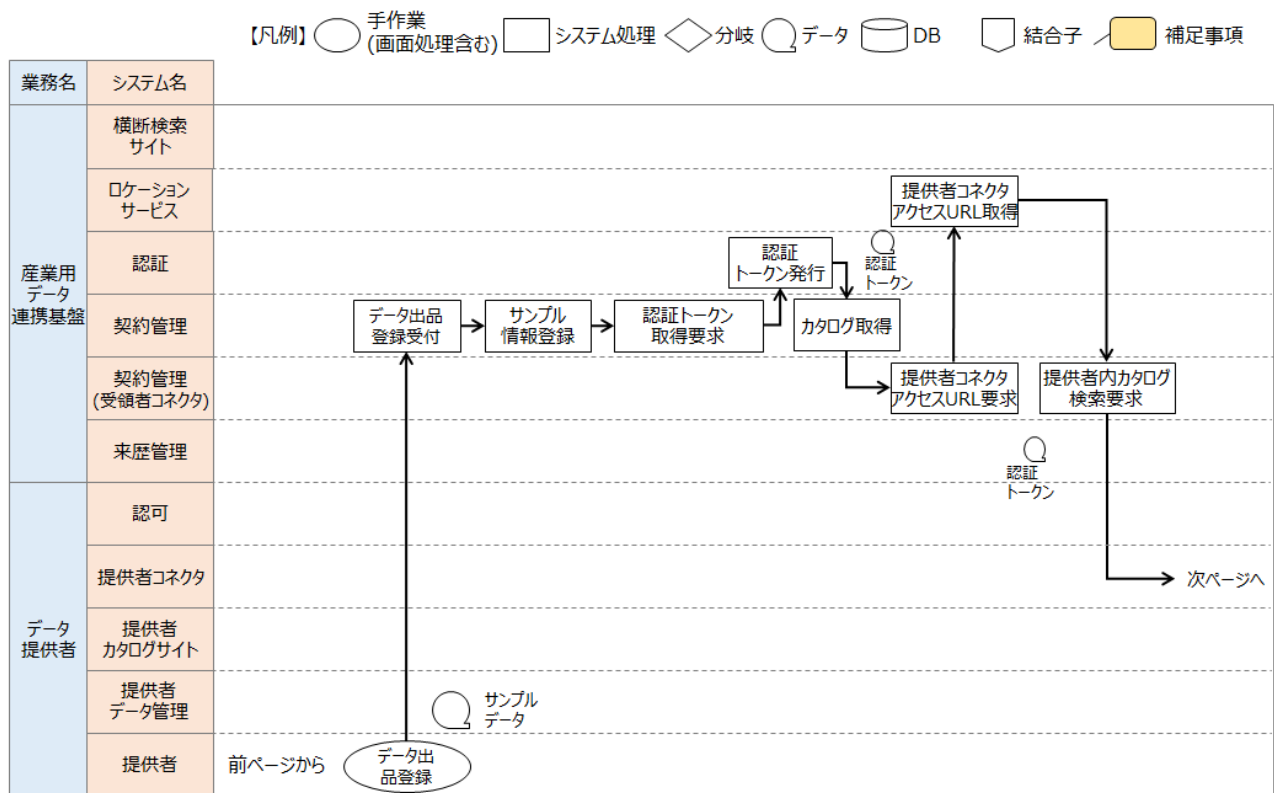 【凡例】
手作業
(画面処理含む)
システム処理
分岐
データ
DB
結合子
補足事項
業務名
システム名
産業用
データ
連携基盤
横断検索
サイト
ロケーション
サービス
提供者コネクタ
アクセスURL取得
認証
認証
トークン発行
認証
トークン
契約管理
データ出品
登録受付
サンプル
情報登録
認証トークン
取得要求
カタログ取得
契約管理
(受領者コネクタ)
提供者コネクタ
アクセスURL要求
提供者内カタログ
検索要求
来歴管理
認証
トークン
データ
提供者
認可
提供者コネクタ
次ページへ
提供者
カタログサイト
提供者
データ管理
サンプル
データ
提供者
前ページから
データ出
品登録